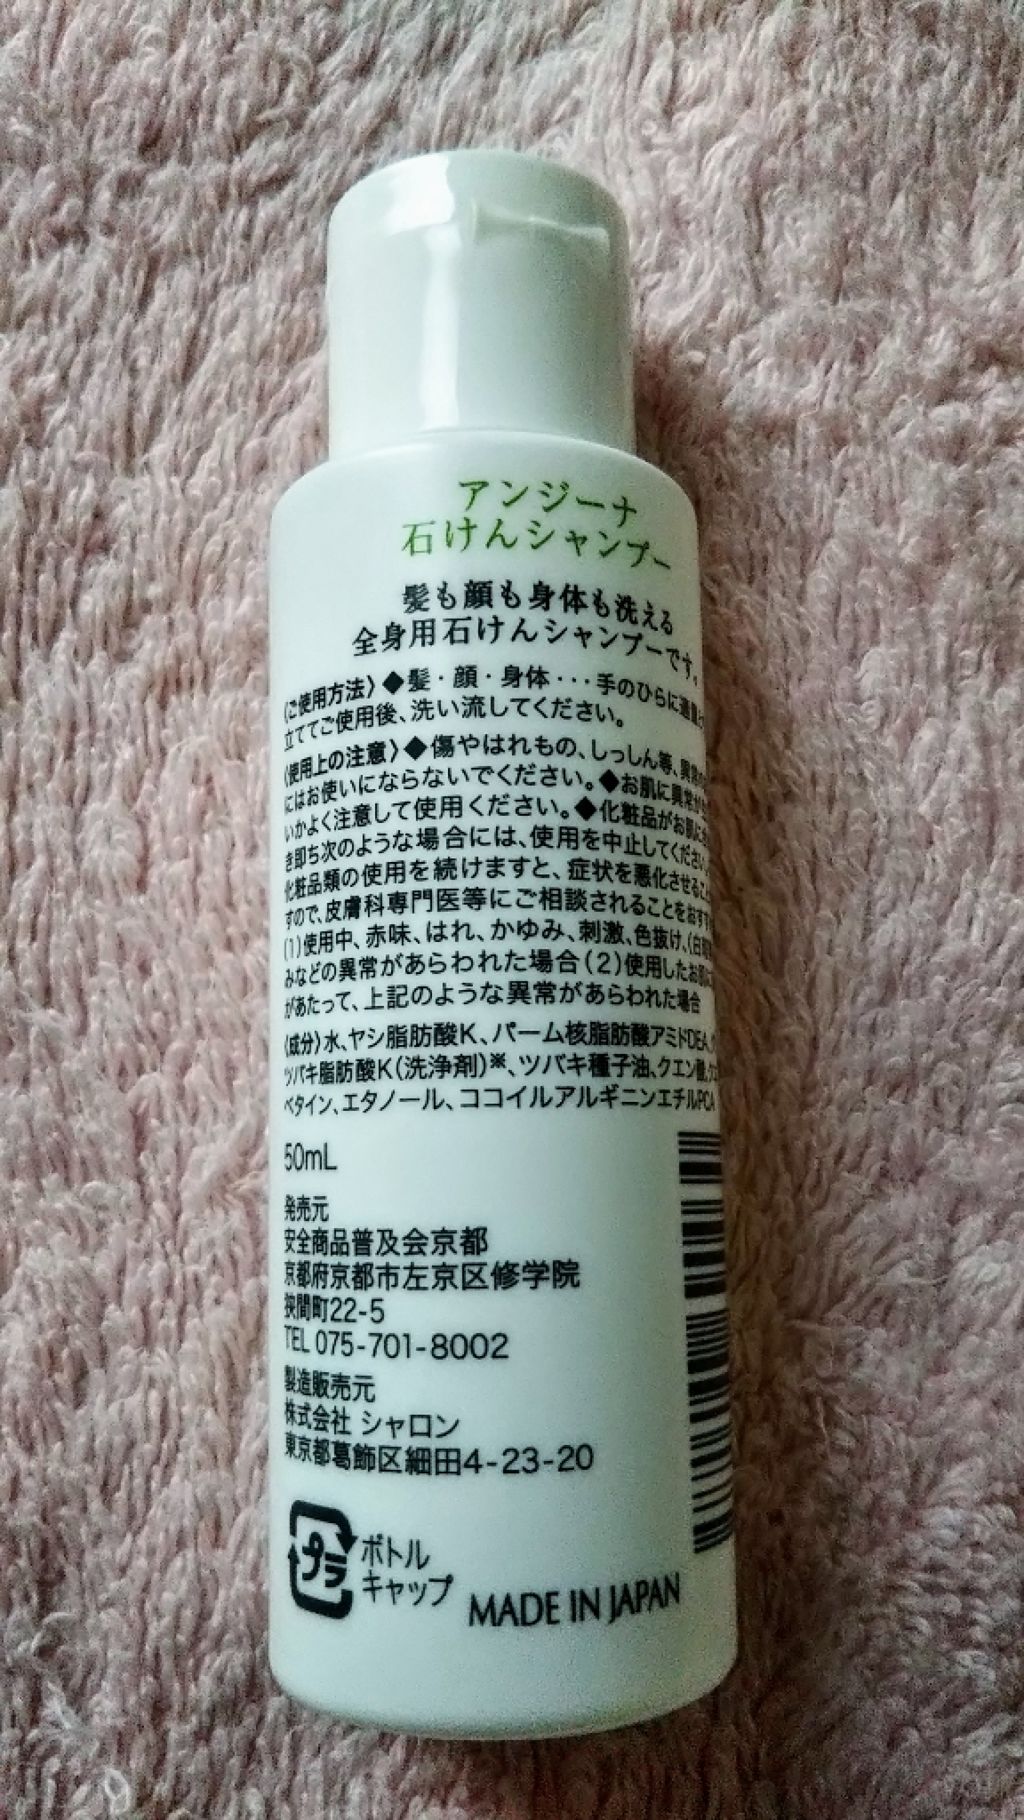 アンジーナ
石けんシャンプー
髪も顔も身体も洗える
全身用石けんシャンプーです。
〈ご使用方法〉◆髪・顔・身体・・・手のひらに適量
立ててご使用後、洗い流してください。
〈使用上の注意〉◆傷やはれもの、しっしん等、異常
にはお使いにならないでください。◆お肌に異常が
いかよく注意して使用ください。◆化粧品がお肌に
き即ち次のような場合には、使用を中止してください。
化粧品類の使用を続けますと、症状を悪化させるこ
すので、皮膚科専門医等にご相談されることをおすす
(1)使用中、赤味、はれ、かゆみ、刺激、色抜け、(白
みなどの異常があらわれた場合(2)使用したお肌に
があたって、上記のような異常があらわれた場合
〈成分〉水、ヤシ脂肪酸K、パーム核脂肪酸アミドDEA、
ツバキ脂肪酸K(洗浄剤)※、ツバキ種子油、クエン酸、
ベタイン、エタノール、ココイルアルギニンエチルPCA
50mL
発売元
安全商品普及会京都
京都府京都市左京区修学院
狭間町22-5
TEL 075-701-8002
製造販売元
株式会社 シャロン
東京都葛飾区細田4-23-20
プラ
ボトル
キャップ
MADE IN JAPAN